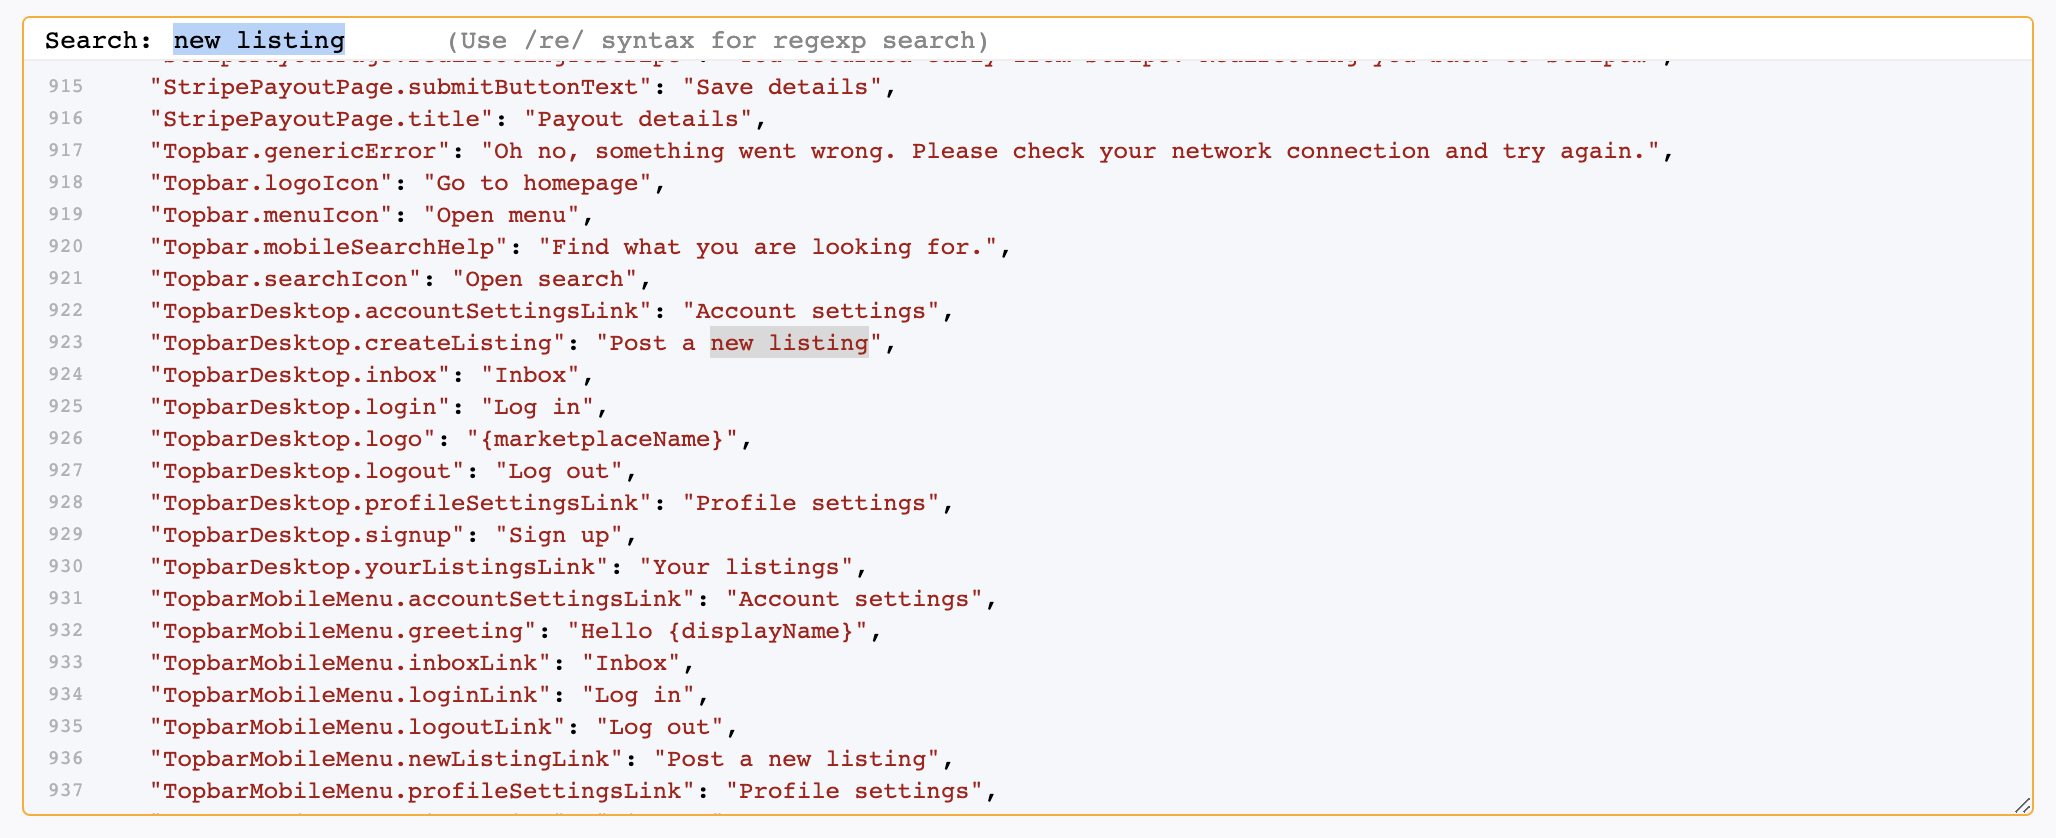 Search: new listing (Use /re/ syntax for regexp search)
915 "StripePayoutPage.submitButtonText": "Save details",
916 "StripePayoutPage.title": "Payout details",
917 "Topbar.genericError": "Oh no, something went wrong. Please check your network connection and try again.",
918 "Topbar.logoIcon": "Go to homepage",
919 "Topbar.menuIcon": "Open menu",
920 "Topbar.mobileSearchHelp": "Find what you are looking for.",
921 "Topbar.searchIcon": "Open search",
922 "TopbarDesktop.accountSettingsLink": "Account settings",
923 "TopbarDesktop.createListing": "Post a new listing",
924 "TopbarDesktop.inbox": "Inbox",
925 "TopbarDesktop.login": "Log in",
926 "TopbarDesktop.logo": "{marketplaceName}",
927 "TopbarDesktop.logout": "Log out",
928 "TopbarDesktop.profileSettingsLink": "Profile settings",
929 "TopbarDesktop.signup": "Sign up",
930 "TopbarDesktop.yourListingsLink": "Your listings",
931 "TopbarMobileMenu.accountSettingsLink": "Account settings",
932 "TopbarMobileMenu.greeting": "Hello {displayName}",
933 "TopbarMobileMenu.inboxLink": "Inbox",
934 "TopbarMobileMenu.loginLink": "Log in",
935 "TopbarMobileMenu.logoutLink": "Log out",
936 "TopbarMobileMenu.newListingLink": "Post a new listing",
937 "TopbarMobileMenu.profileSettingsLink": "Profile settings",